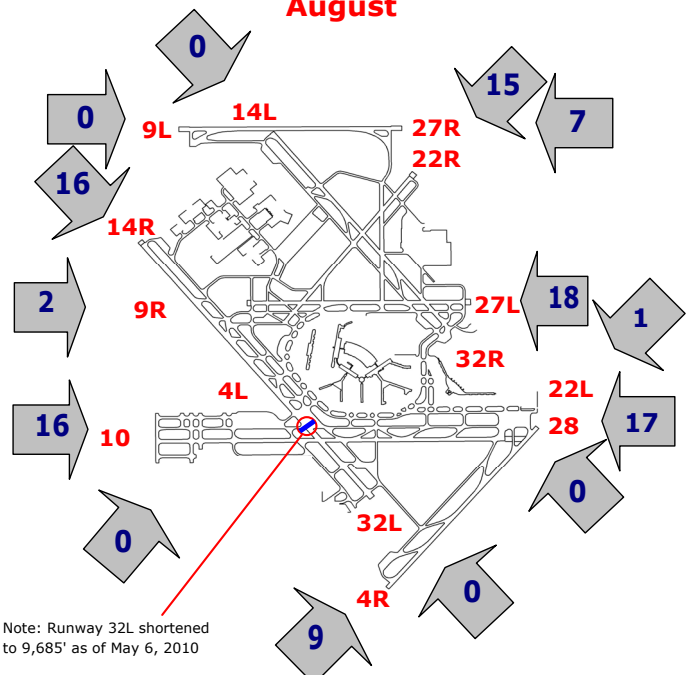 August
0
15
0
14L
7
9L
27R
22R
16
14R
2
9R
27L
18
1
32R
4L
22L
16
10
28
17
0
0
32L
0
4R
9
Note: Runway 32L shortened
to 9,685' as of May 6, 2010